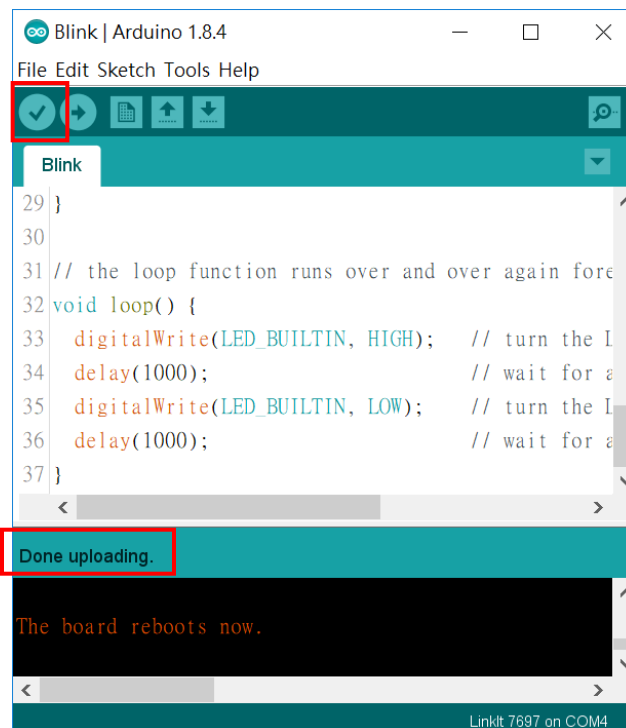 Blink | Arduino 1.8.4
File Edit Sketch Tools Help
Blink
29 }
30
31 // the loop function runs over and over again fore
32 void loop() {
33   digitalWrite(LED_BUILTIN, HIGH);   // turn the L
34   delay(1000);                       // wait for a
35   digitalWrite(LED_BUILTIN, LOW);    // turn the L
36   delay(1000);                       // wait for a
37 }
Done uploading.
The board reboots now.
LinkIt 7697 on COM4